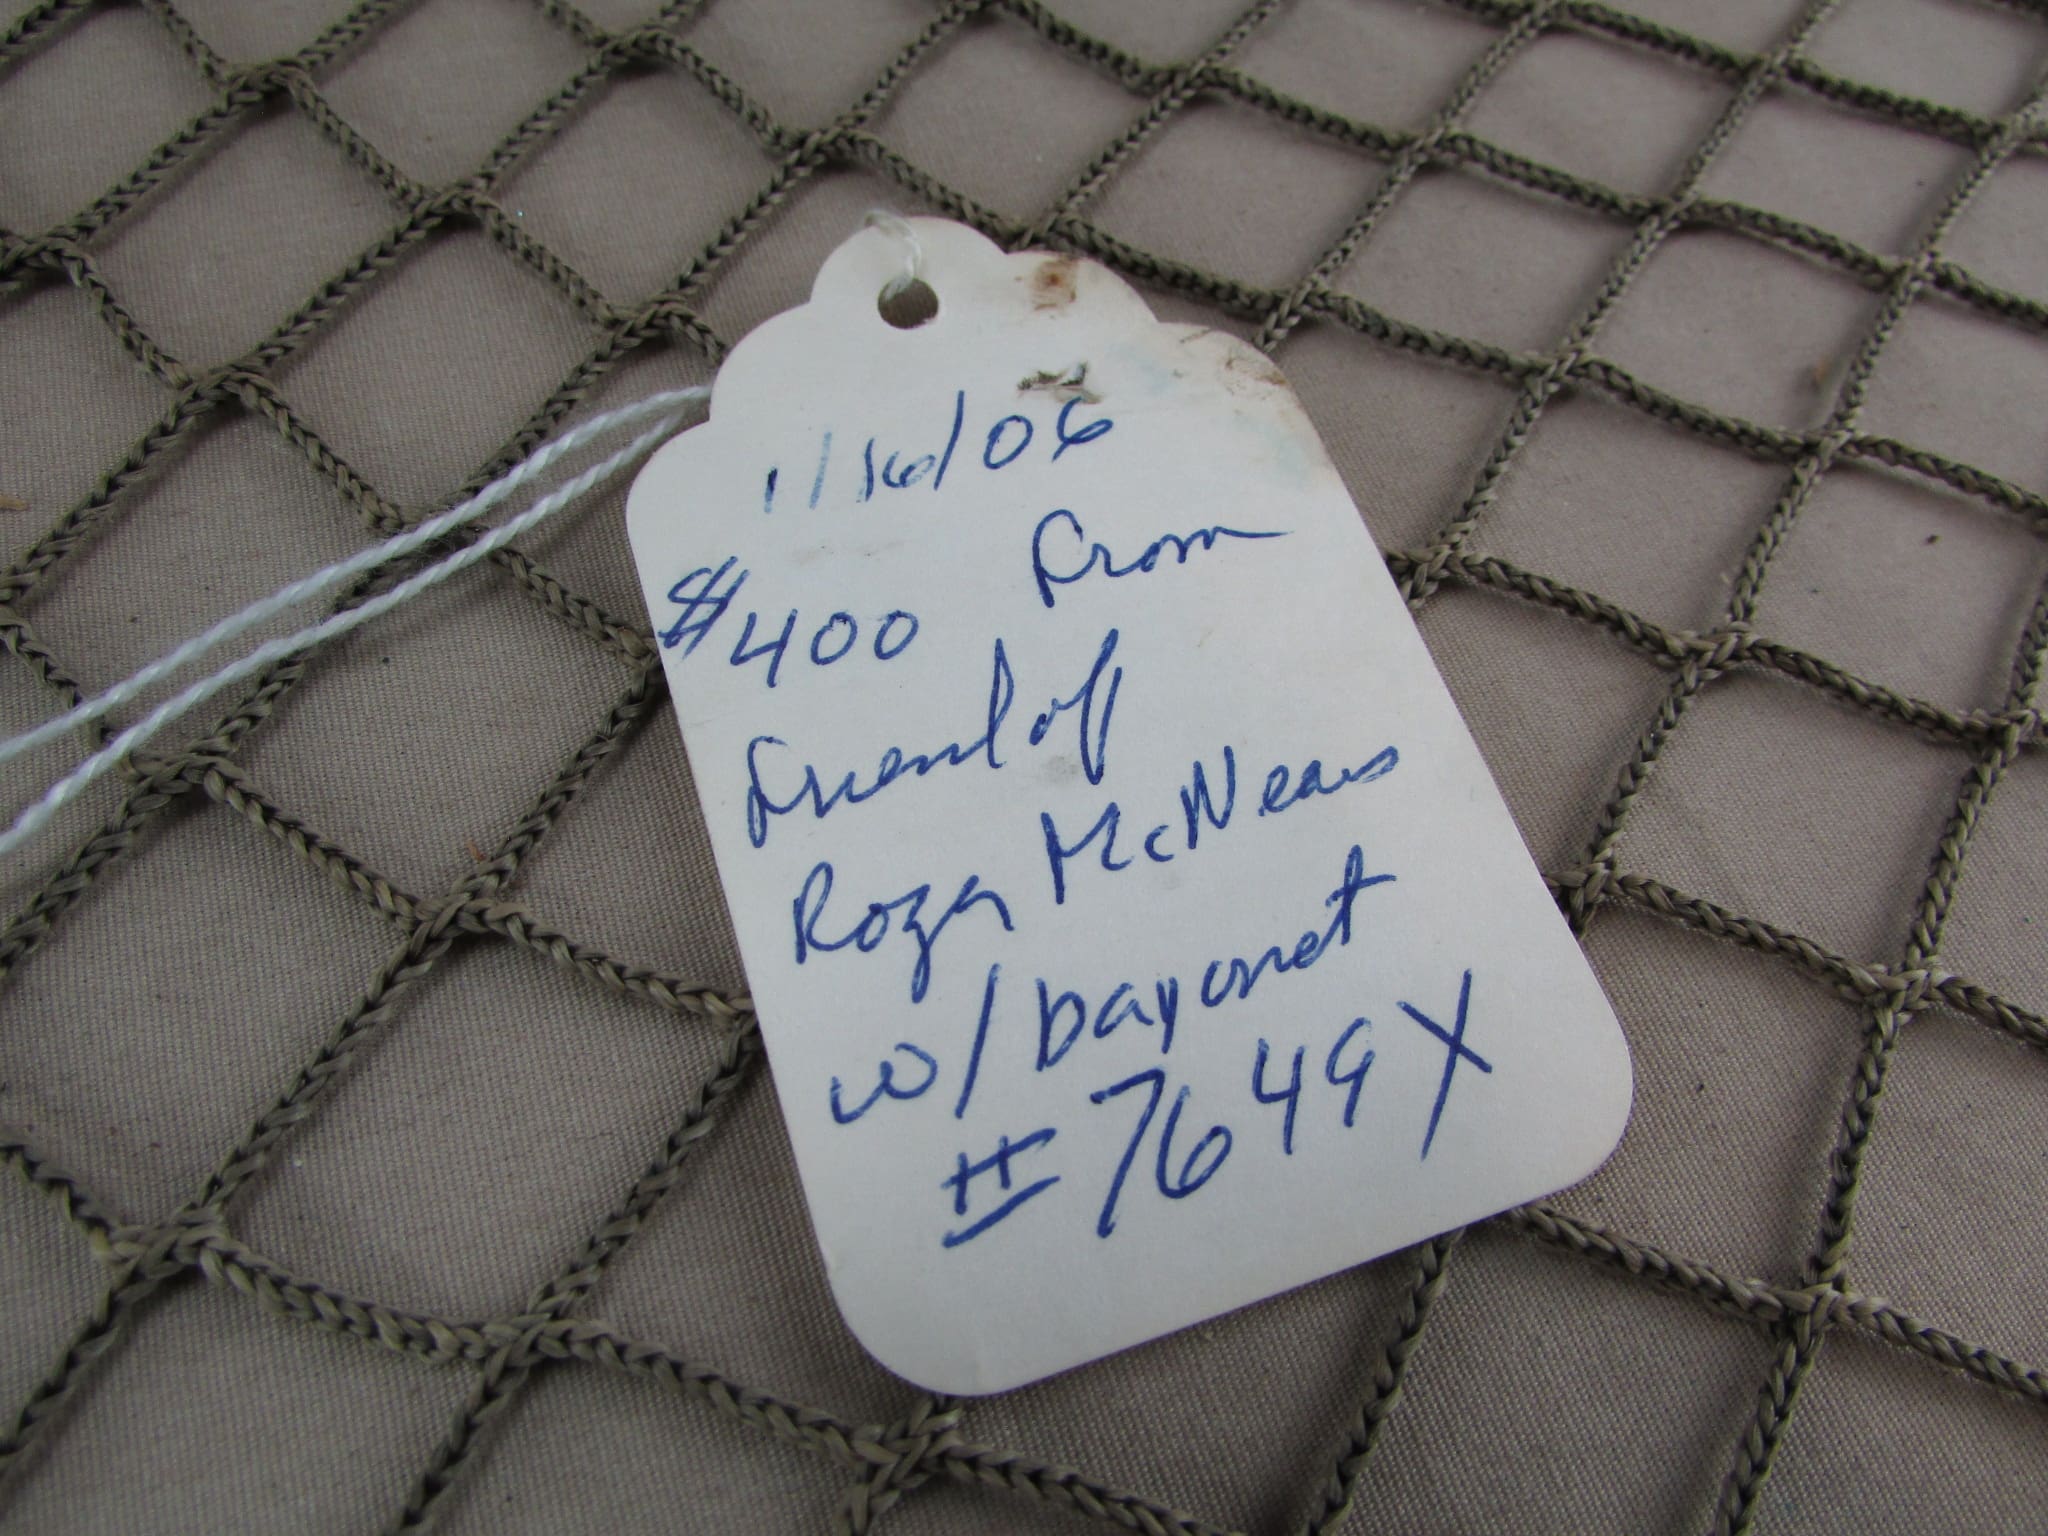 1/16/06
$400 From
Friend of
Roger McNears
w/ bayonet
# 7649X